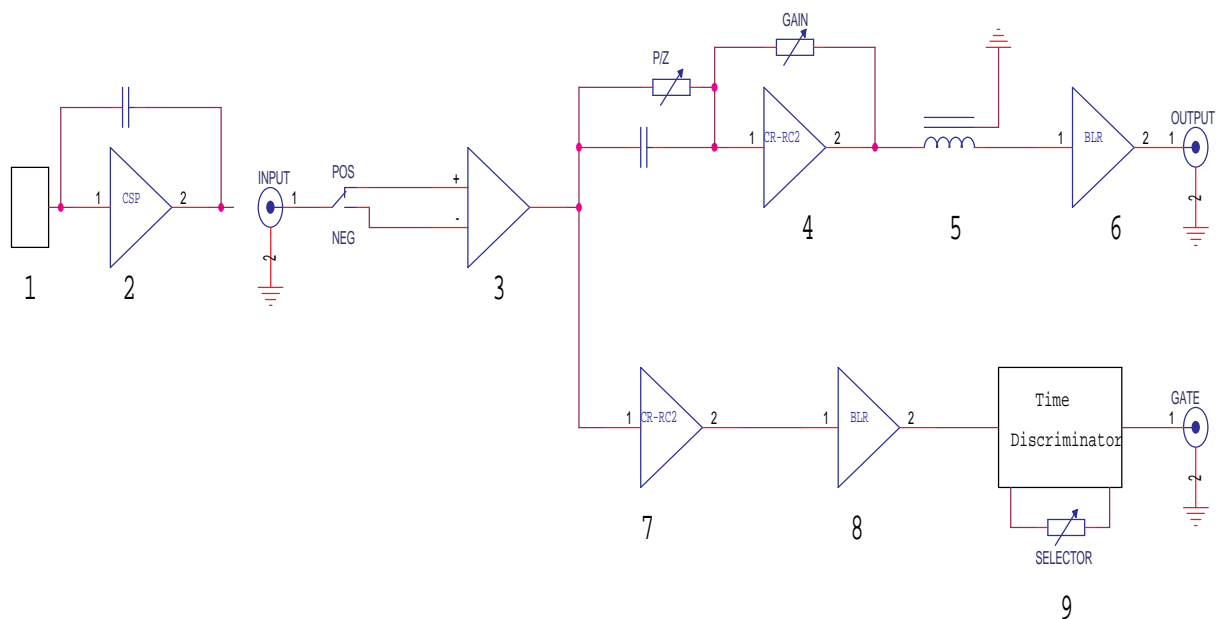 GAIN
P/Z
1 CSP 2
INPUT
1
2
POS
NEG
+
-
1 CR-RC2 2
1 BLR 2
OUTPUT
1
2
1
2
3
4
5
6
1 CR-RC2 2
1 BLR 2
Time
Discriminator
GATE
1
2
SELECTOR
7
8
9